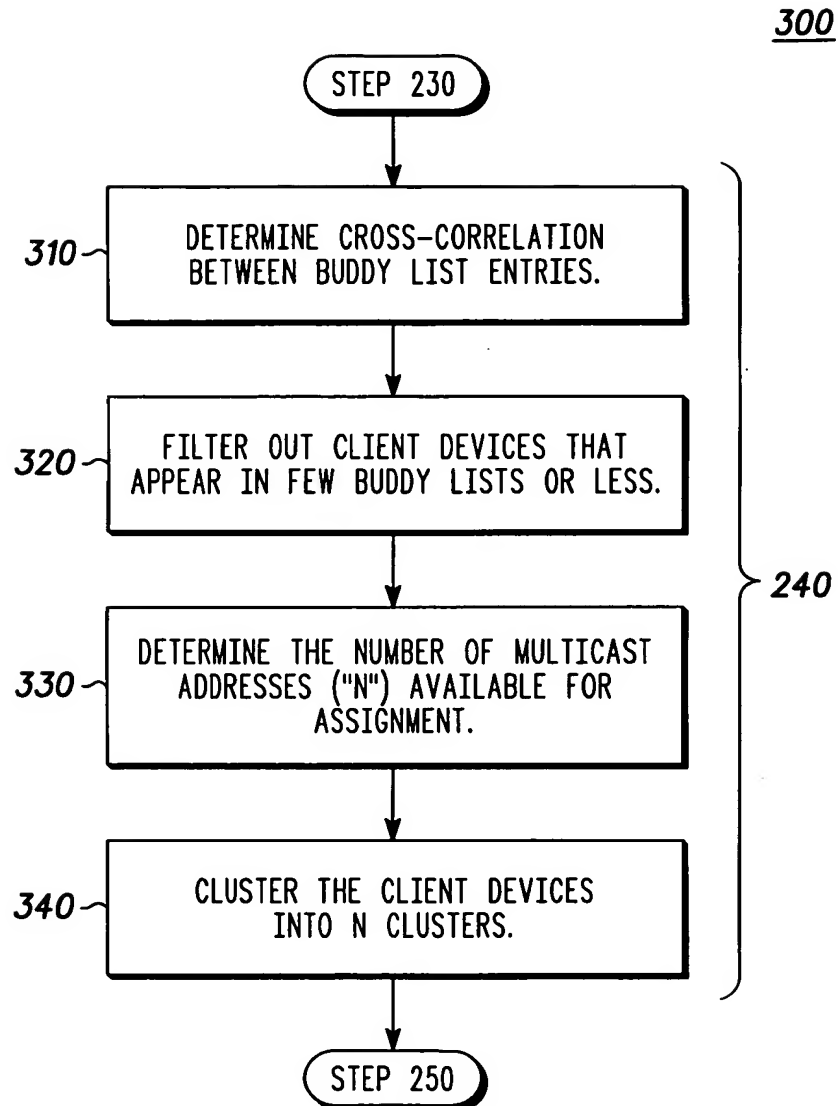 300
STEP 230
310
DETERMINE CROSS-CORRELATION
BETWEEN BUDDY LIST ENTRIES.
320
FILTER OUT CLIENT DEVICES THAT
APPEAR IN FEW BUDDY LISTS OR LESS.
240
330
DETERMINE THE NUMBER OF MULTICAST
ADDRESSES ("N") AVAILABLE FOR
ASSIGNMENT.
340
CLUSTER THE CLIENT DEVICES
INTO N CLUSTERS.
STEP 250